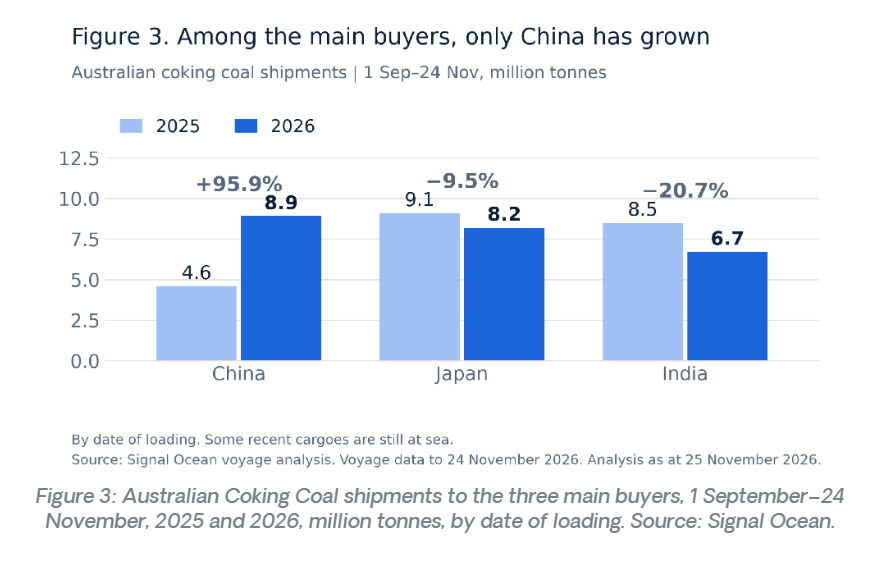 Figure 3. Among the main buyers, only China has grown
Australian coking coal shipments | 1 Sep–24 Nov, million tonnes
2025 2026
12.5
10.0
7.5
5.0
2.5
0.0
+95.9%
4.6
8.9
−9.5%
9.1
8.2
−20.7%
8.5
6.7
China Japan India
By date of loading. Some recent cargoes are still at sea.
Source: Signal Ocean voyage analysis. Voyage data to 24 November 2026. Analysis as at 25 November 2026.
Figure 3: Australian Coking Coal shipments to the three main buyers, 1 September–24
November, 2025 and 2026, million tonnes, by date of loading. Source: Signal Ocean.